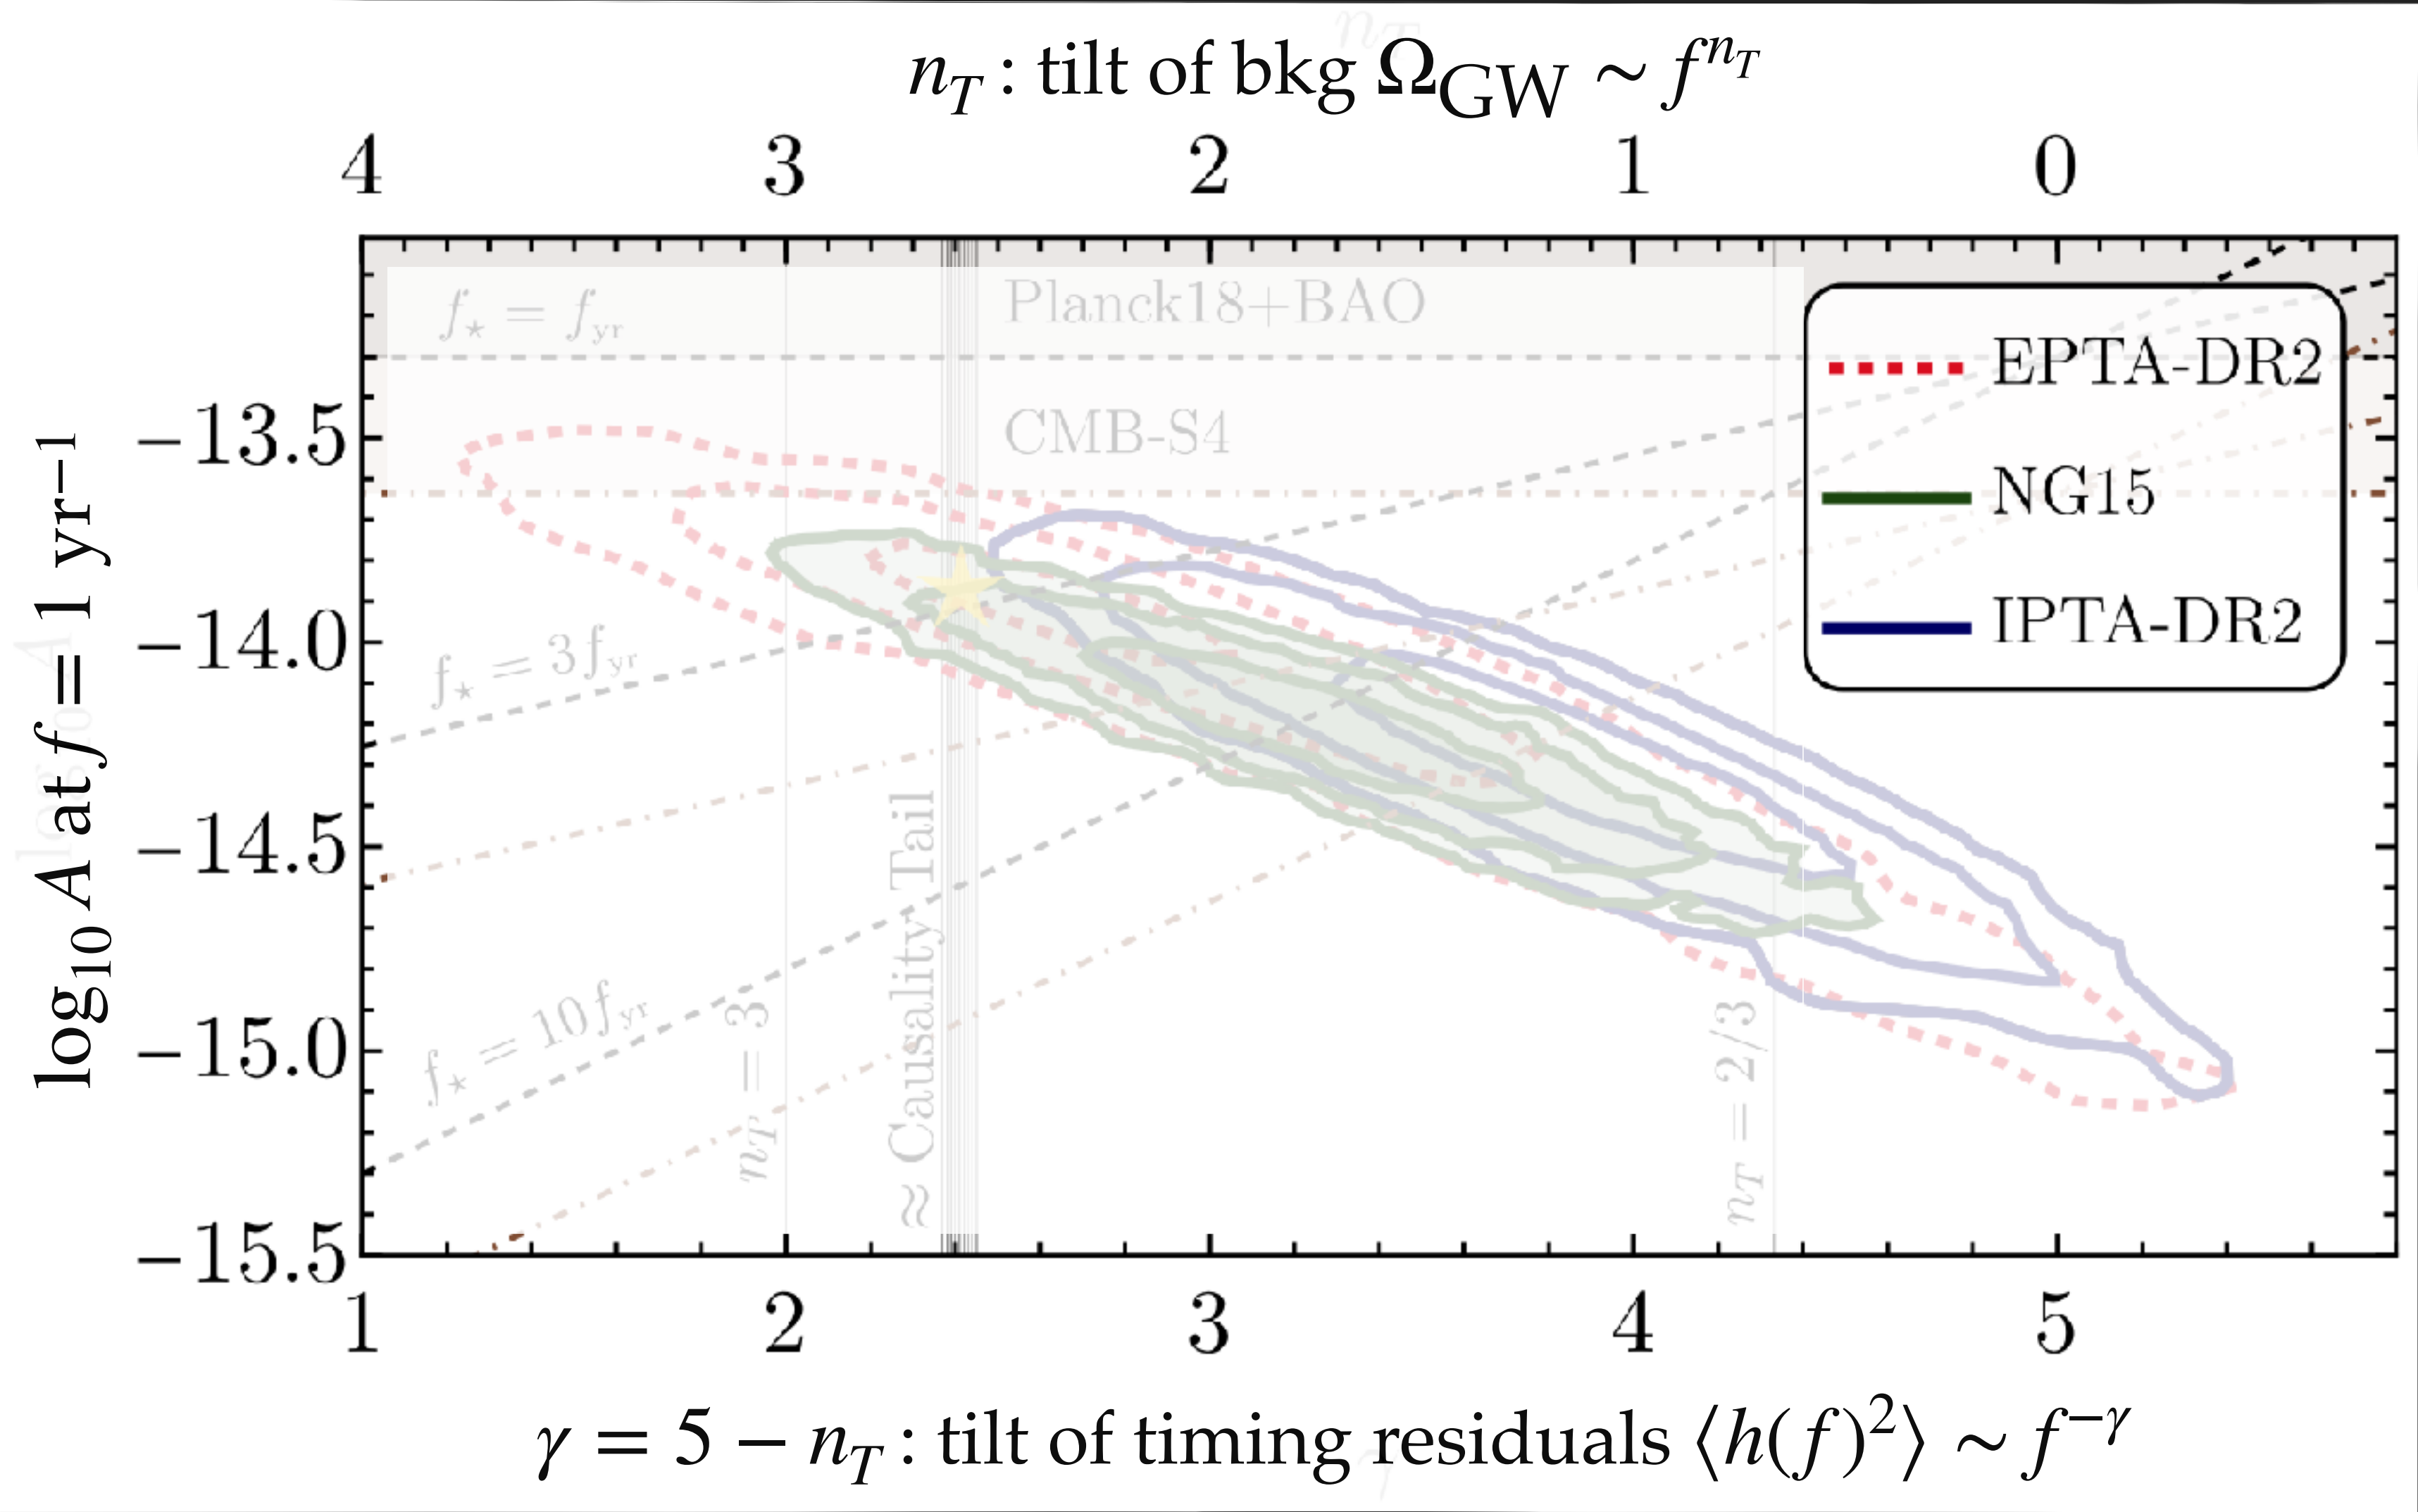 n_T : tilt of bkg Ω_GW ~ f^{n_T}
4 3 2 1 0
f_⋆ = f_yr
Planck18+BAO
EPTA-DR2
CMB-S4
NG15
IPTA-DR2
f_⋆ = 3f_yr
f_⋆ = 10f_yr
n_T = 3
≈ Causality Tail
n_T = 2/3
log₁₀ A at f = 1 yr⁻¹
−13.5
−14.0
−14.5
−15.0
−15.5
1 2 3 4 5
γ = 5 − n_T : tilt of timing residuals ⟨h(f)²⟩ ~ f^{−γ}